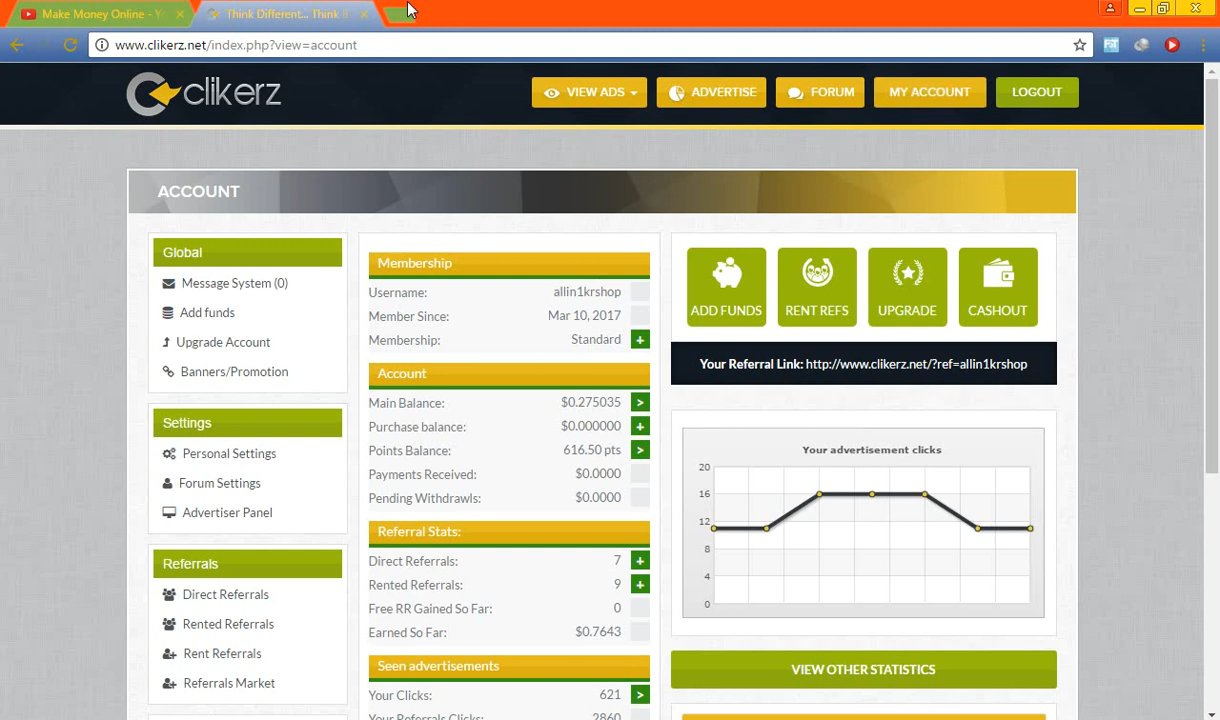 Make Money Online - Yo
Think Different... Think If
www.clikerz.net/index.php?view=account
clikerz
VIEW ADS
ADVERTISE
FORUM
MY ACCOUNT
LOGOUT
ACCOUNT
Global
Message System (0)
Add funds
Upgrade Account
Banners/Promotion
Settings
Personal Settings
Forum Settings
Advertiser Panel
Referrals
Direct Referrals
Rented Referrals
Rent Referrals
Referrals Market
Membership
Username: allin1krshop
Member Since: Mar 10, 2017
Membership: Standard +
Account
Main Balance: $0.275035 >
Purchase balance: $0.000000 +
Points Balance: 616.50 pts >
Payments Received: $0.0000
Pending Withdrawls: $0.0000
Referral Stats:
Direct Referrals: 7 +
Rented Referrals: 9 +
Free RR Gained So Far: 0
Earned So Far: $0.7643
Seen advertisements
Your Clicks: 621 >
Your Referrals Clicks: 2860
ADD FUNDS
RENT REFS
UPGRADE
CASHOUT
Your Referral Link: http://www.clikerz.net/?ref=allin1krshop
Your advertisement clicks
20
16
12
8
4
0
VIEW OTHER STATISTICS